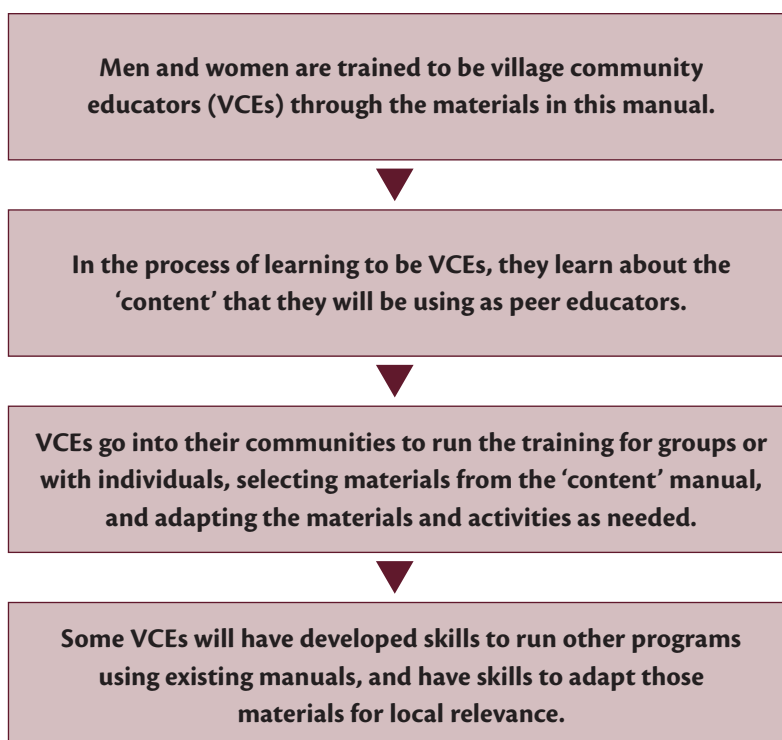 Men and women are trained to be village community
educators (VCEs) through the materials in this manual.
In the process of learning to be VCEs, they learn about the
‘content’ that they will be using as peer educators.
VCEs go into their communities to run the training for groups or
with individuals, selecting materials from the ‘content’ manual,
and adapting the materials and activities as needed.
Some VCEs will have developed skills to run other programs
using existing manuals, and have skills to adapt those
materials for local relevance.